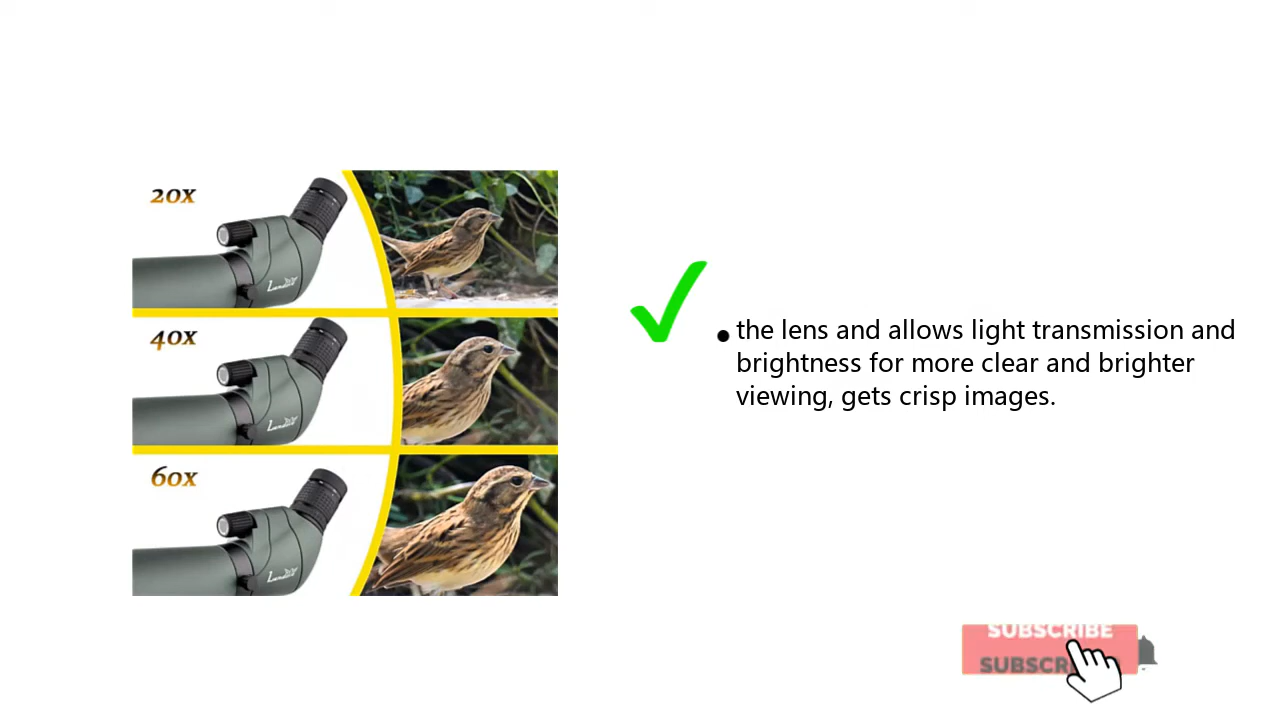 20x
40x
60x
• the lens and allows light transmission and
brightness for more clear and brighter
viewing, gets crisp images.
SUBSCRIBE